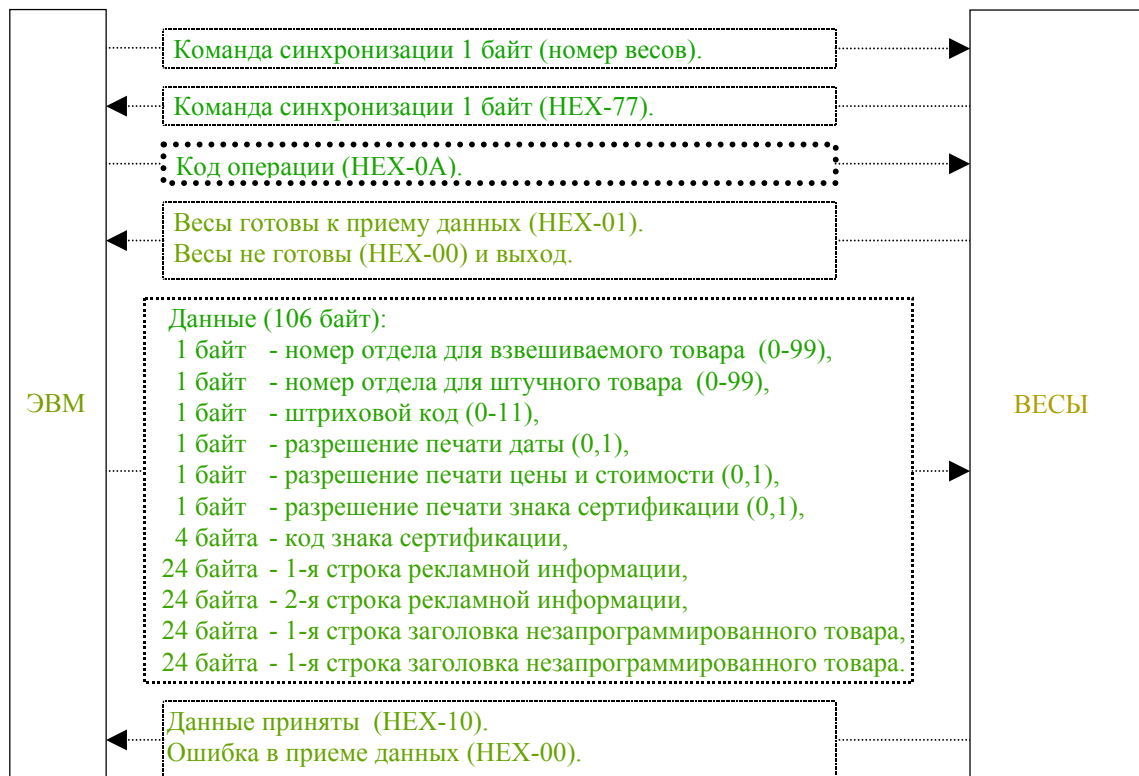 Команда синхронизации 1 байт (номер весов).
Команда синхронизации 1 байт (HEX-77).
Код операции (HEX-0A).
Весы готовы к приему данных (HEX-01).
Весы не готовы (HEX-00) и выход.
Данные (106 байт):
1 байт - номер отдела для взвешиваемого товара (0-99),
1 байт - номер отдела для штучного товара (0-99),
ЭВМ
ВЕСЫ
1 байт - штриховой код (0-11),
1 байт - разрешение печати даты (0,1),
1 байт - разрешение печати цены и стоимости (0,1),
1 байт - разрешение печати знака сертификации (0,1),
4 байта - код знака сертификации,
24 байта - 1-я строка рекламной информации,
24 байта - 2-я строка рекламной информации,
24 байта - 1-я строка заголовка незапрограммированного товара,
24 байта - 1-я строка заголовка незапрограммированного товара.
Данные приняты (HEX-10).
Ошибка в приеме данных (HEX-00).